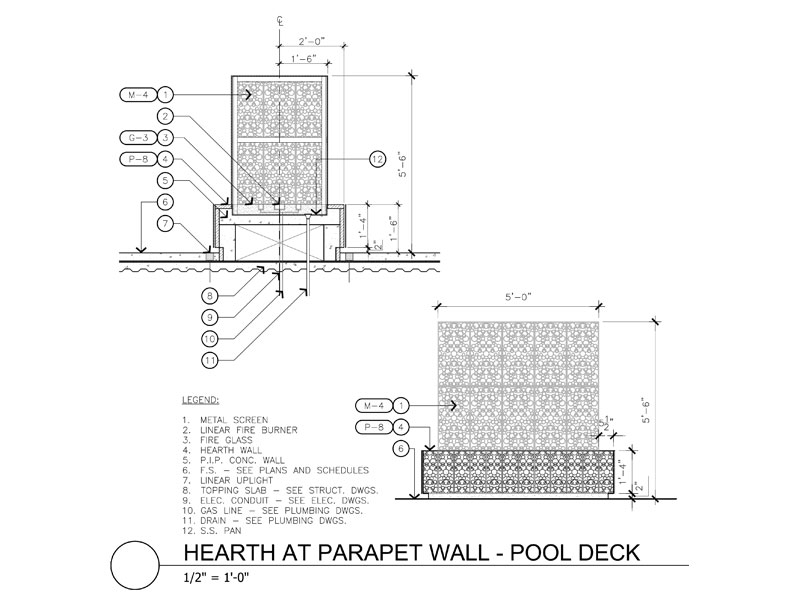 ℄
2'-0"
1'-6"
M-4 1
2
G-3 3
P-8 4
5
6
7
12
5'-6"
1'-4"
2"
1'-6"
8
9
10
11
5'-0"
M-4 1
P-8 4
6
5'-6"
1'-4"
2"
LEGEND:
1. METAL SCREEN
2. LINEAR FIRE BURNER
3. FIRE GLASS
4. HEARTH WALL
5. P.I.P. CONC. WALL
6. F.S. – SEE PLANS AND SCHEDULES
7. LINEAR UPLIGHT
8. TOPPING SLAB – SEE STRUCT. DWGS.
9. ELEC. CONDUIT – SEE ELEC. DWGS.
10. GAS LINE – SEE PLUMBING DWGS.
11. DRAIN – SEE PLUMBING DWGS.
12. S.S. PAN
HEARTH AT PARAPET WALL - POOL DECK
1/2" = 1'-0"